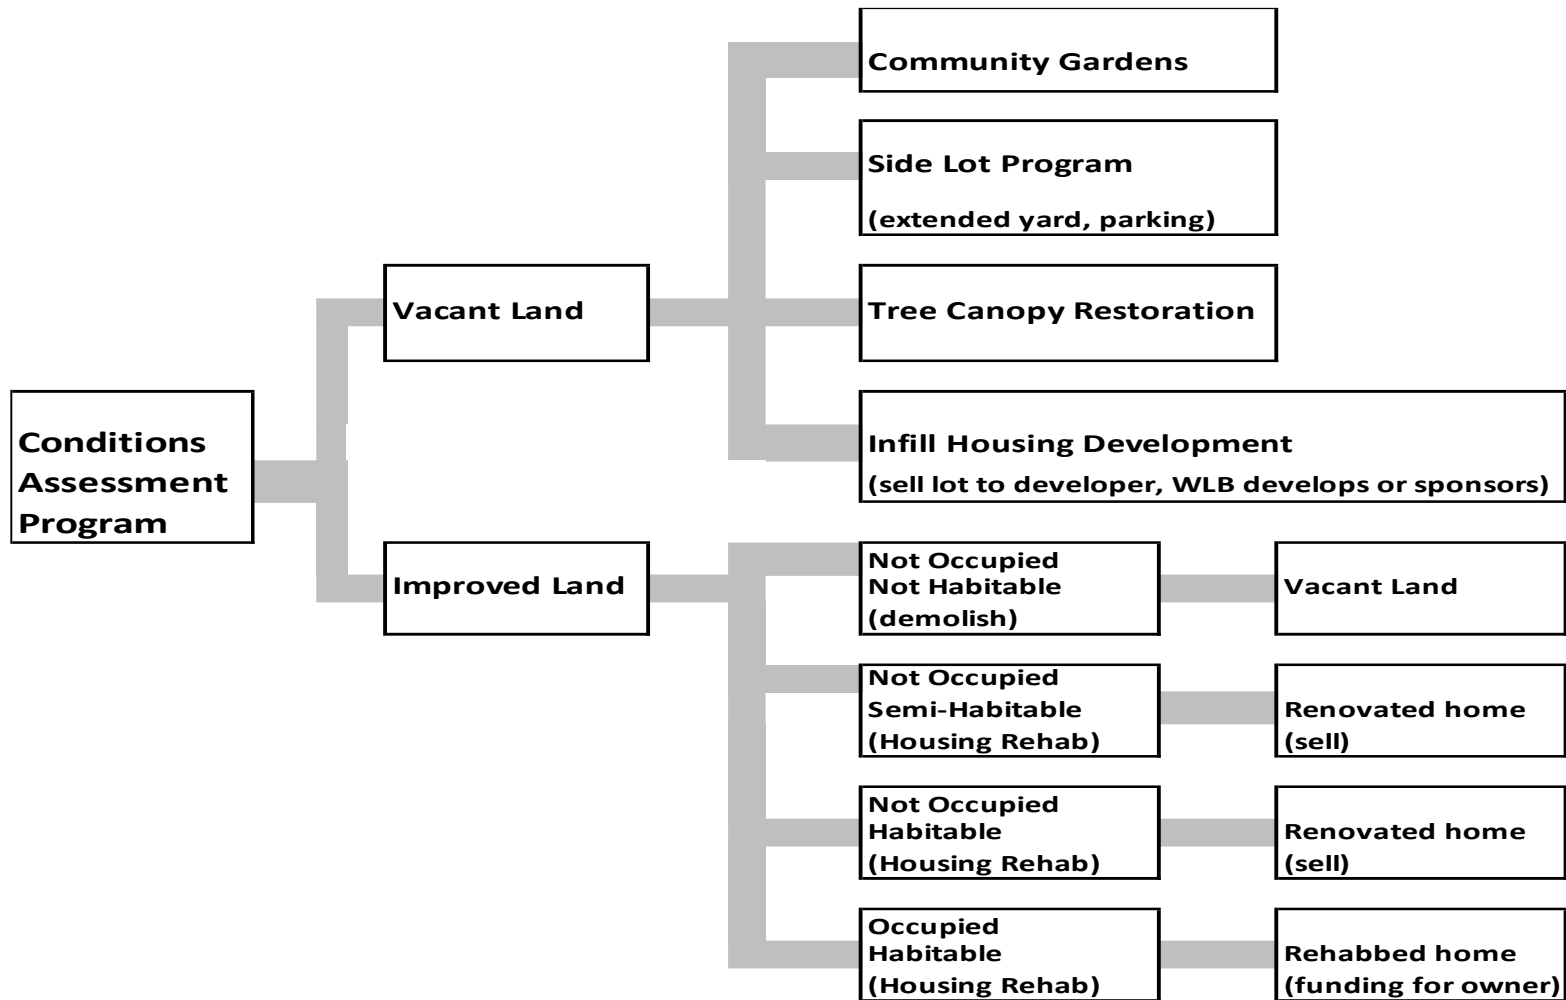 Community Gardens
Side Lot Program
(extended yard, parking)
Vacant Land
Tree Canopy Restoration
Conditions
Assessment
Program
Infill Housing Development
(sell lot to developer, WLB develops or sponsors)
Improved Land
Not Occupied
Not Habitable
(demolish)
Vacant Land
Not Occupied
Semi-Habitable
(Housing Rehab)
Renovated home
(sell)
Not Occupied
Habitable
(Housing Rehab)
Renovated home
(sell)
Occupied
Habitable
(Housing Rehab)
Rehabbed home
(funding for owner)